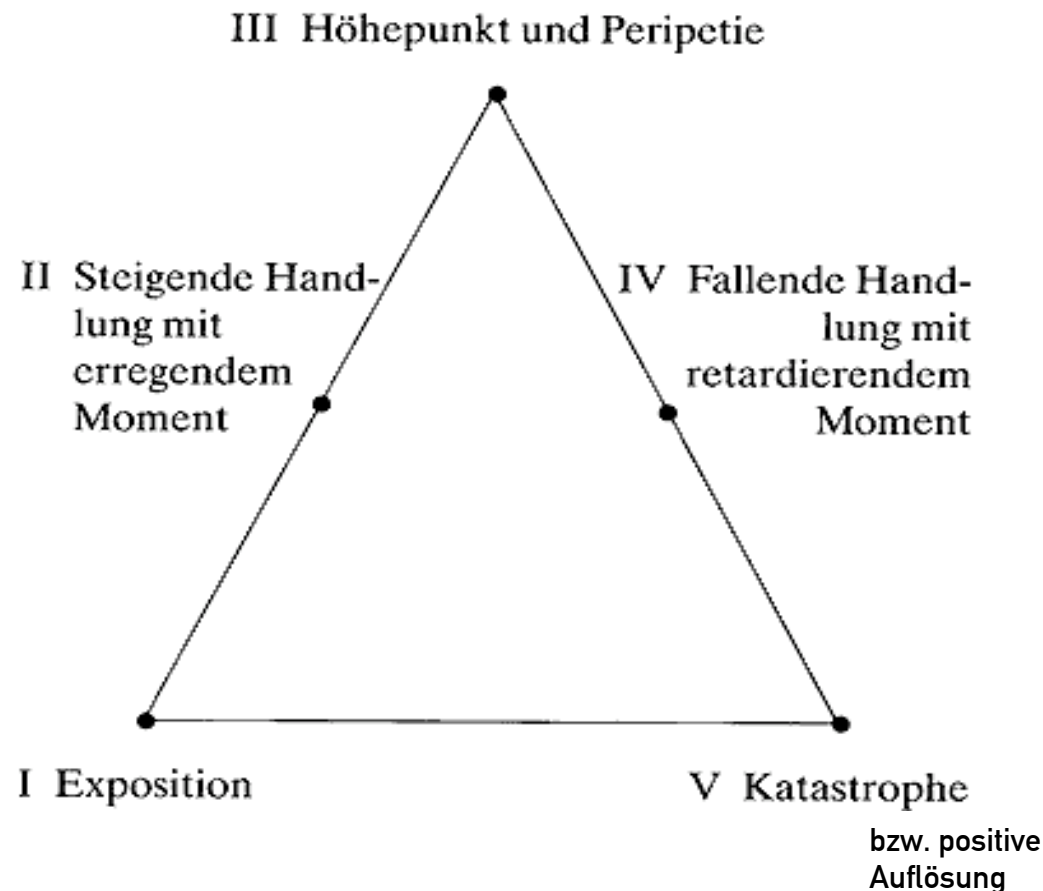 III Höhepunkt und Peripetie
II Steigende Hand-
lung mit
erregendem
Moment
IV Fallende Hand-
lung mit
retardierendem
Moment
I Exposition
V Katastrophe
bzw. positive
Auflösung